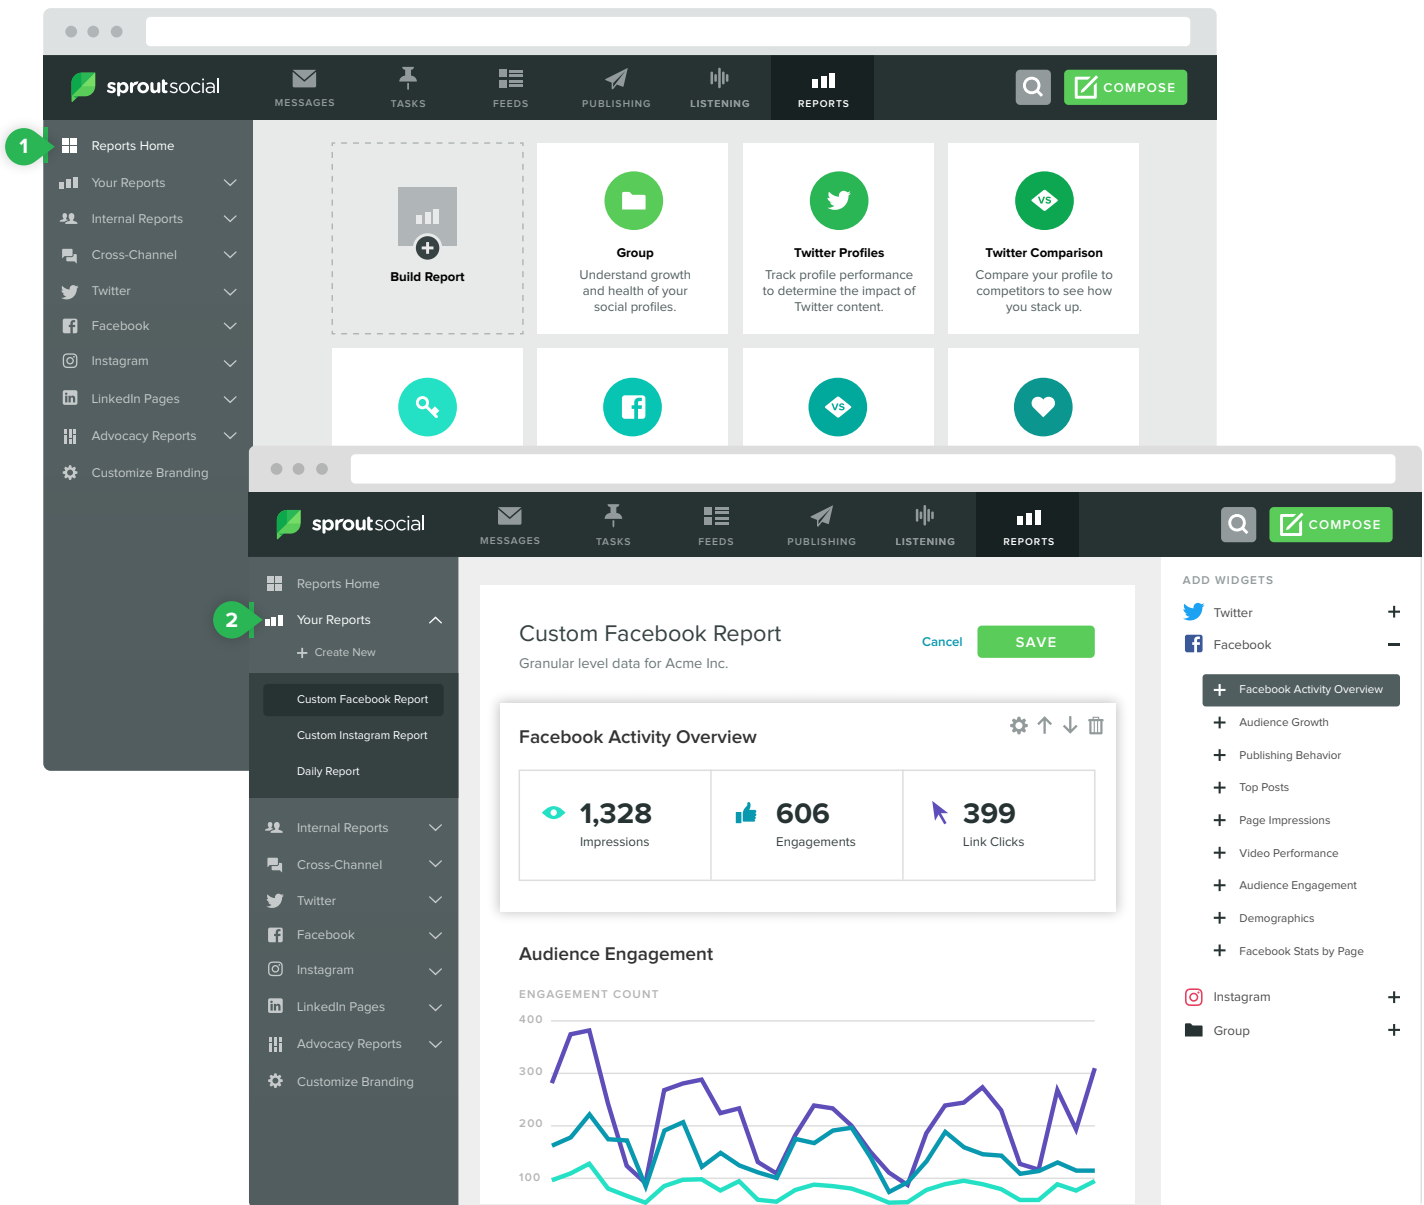 sproutsocial
MESSAGES
TASKS
FEEDS
PUBLISHING
LISTENING
REPORTS
COMPOSE
1
Reports Home
Your Reports
Internal Reports
Cross-Channel
Twitter
Facebook
Instagram
LinkedIn Pages
Advocacy Reports
Customize Branding
Build Report
Group
Understand growth
and health of your
social profiles.
Twitter Profiles
Track profile performance
to determine the impact of
Twitter content.
VS
Twitter Comparison
Compare your profile to
competitors to see how
you stack up.
VS
sproutsocial
MESSAGES
TASKS
FEEDS
PUBLISHING
LISTENING
REPORTS
COMPOSE
Reports Home
2
Your Reports
Create New
Custom Facebook Report
Custom Instagram Report
Daily Report
Internal Reports
Cross-Channel
Twitter
Facebook
Instagram
LinkedIn Pages
Advocacy Reports
Customize Branding
Custom Facebook Report
Granular level data for Acme Inc.
Cancel
SAVE
Facebook Activity Overview
1,328
Impressions
606
Engagements
399
Link Clicks
Audience Engagement
ENGAGEMENT COUNT
400
300
200
100
ADD WIDGETS
Twitter
Facebook
Facebook Activity Overview
Audience Growth
Publishing Behavior
Top Posts
Page Impressions
Video Performance
Audience Engagement
Demographics
Facebook Stats by Page
Instagram
Group